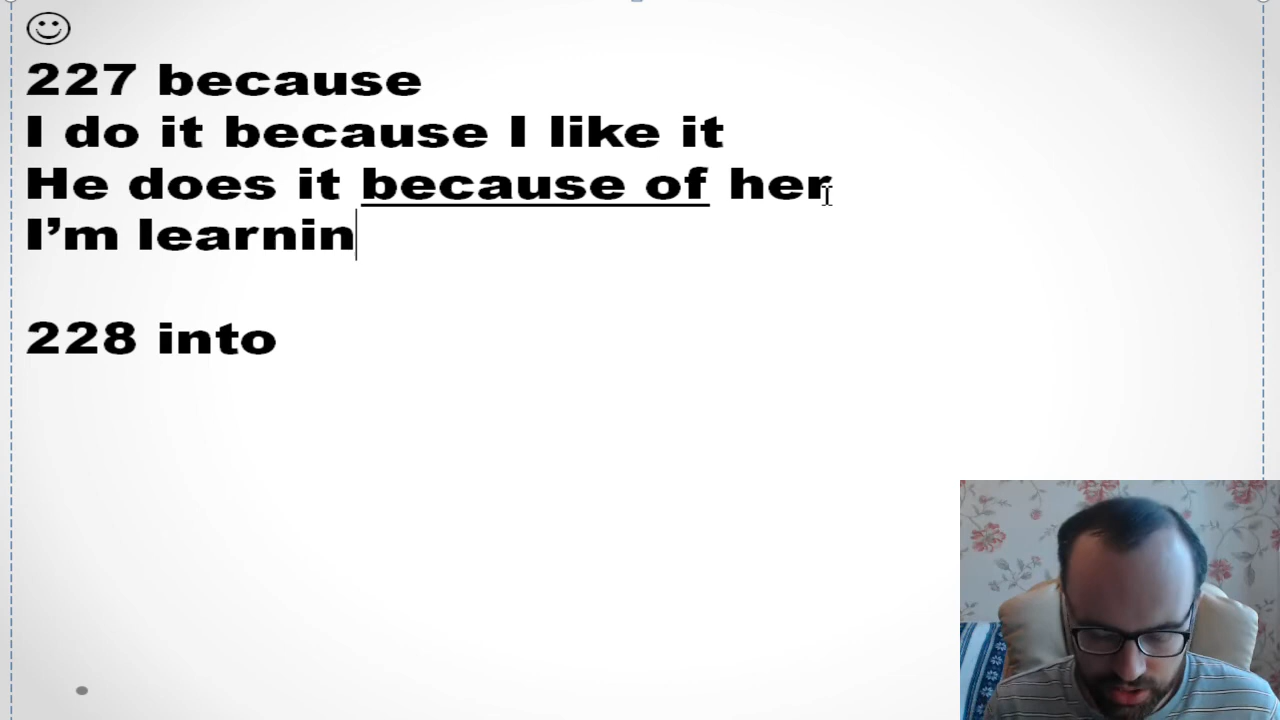 227 because
I do it because I like it
He does it because of her
I’m learnin
228 into